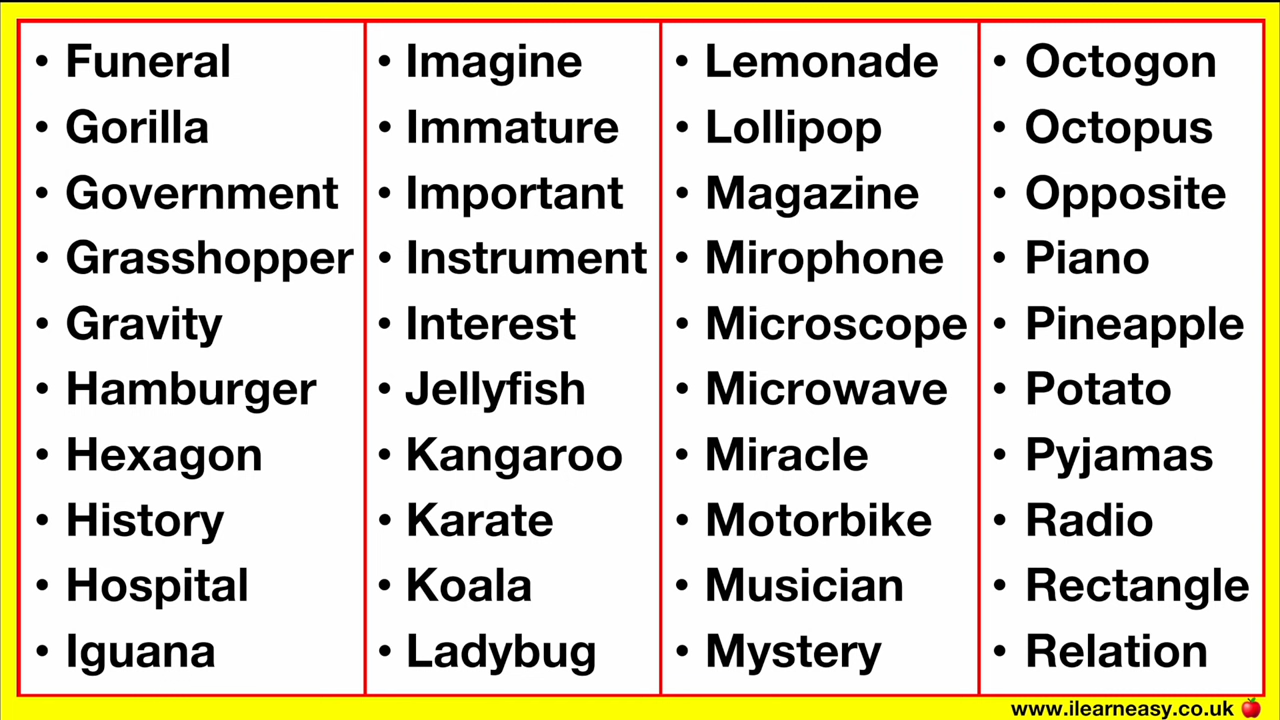 • Funeral
• Gorilla
• Government
• Grasshopper
• Gravity
• Hamburger
• Hexagon
• History
• Hospital
• Iguana
• Imagine
• Immature
• Important
• Instrument
• Interest
• Jellyfish
• Kangaroo
• Karate
• Koala
• Ladybug
• Lemonade
• Lollipop
• Magazine
• Mirophone
• Microscope
• Microwave
• Miracle
• Motorbike
• Musician
• Mystery
• Octogon
• Octopus
• Opposite
• Piano
• Pineapple
• Potato
• Pyjamas
• Radio
• Rectangle
• Relation
www.ilearneasy.co.uk